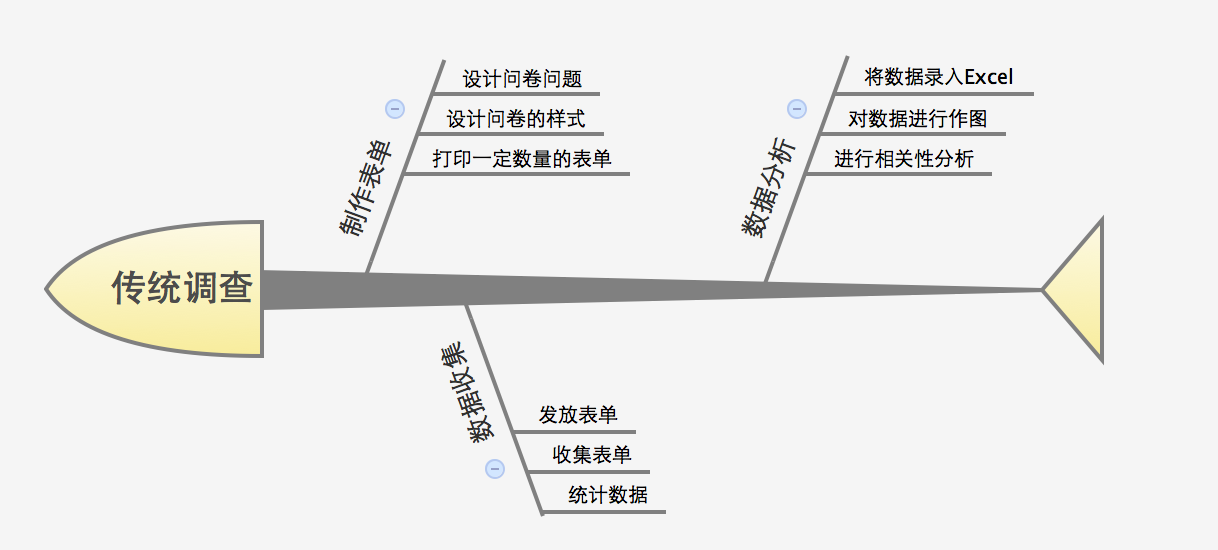 传统调查
制作表单
设计问卷问题
设计问卷的样式
打印一定数量的表单
数据收集
发放表单
收集表单
统计数据
数据分析
将数据录入Excel
对数据进行作图
进行相关性分析